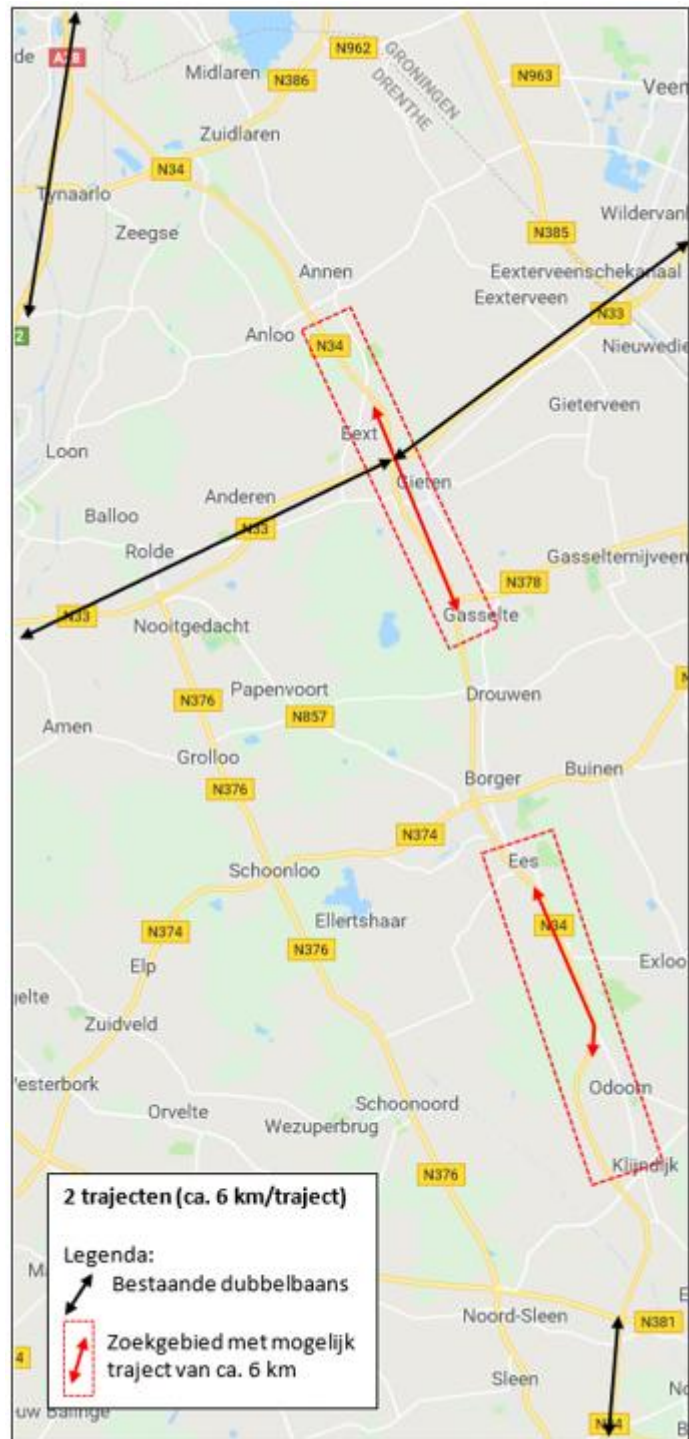 de
A28
Midlaren
N962
GRONINGEN
DRENTHE
N386
N963
Veen
Zuidlaren
N34
Tynaarlo
Zeegse
Wildervan
N385
Annen
Eexterveenschekanaal
Eexterveen
N33
Anloo
N34
Nieuwedie
Gieterveen
Eext
Loon
Gieten
Anderen
Balloo
N33
Rolde
Gasselternijveen
N378
N33
Gasselte
Nooitgedacht
Papenvoort
Drouwen
N376
N857
Amen
Grolloo
N376
Borger
Buinen
N374
Ees
Schoonloo
Ellertshaar
N34
N374
N376
Elp
Exloo
gelte
Zuidveld
Westerbork
Odoorn
Orvelte
Schoonoord
Wezuperbrug
Klijndijk
N376
2 trajecten (ca. 6 km/traject)
Legenda:
Bestaande dubbelbaans
Zoekgebied met mogelijk
traject van ca. 6 km
Noord-Sleen
N381
Sleen